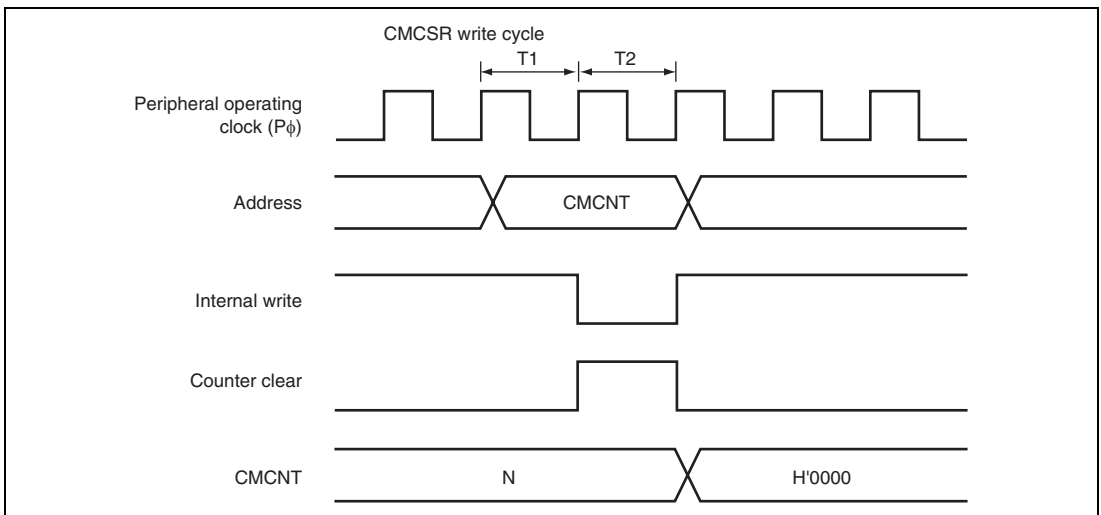 CMCSR write cycle
T1
T2
Peripheral operating
clock (Pϕ)
Address
CMCNT
Internal write
Counter clear
CMCNT
N
H'0000